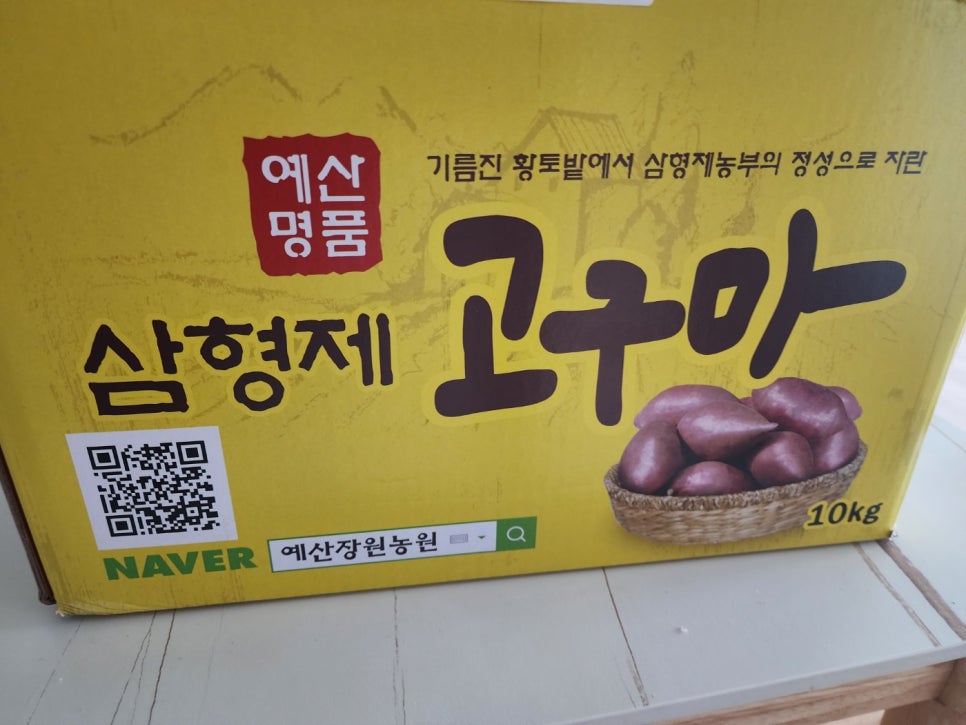 예산
명품
기름진 황토밭에서 삼형제농부의 정성으로 자란
삼형제 고구마
10kg
NAVER 예산장원농원